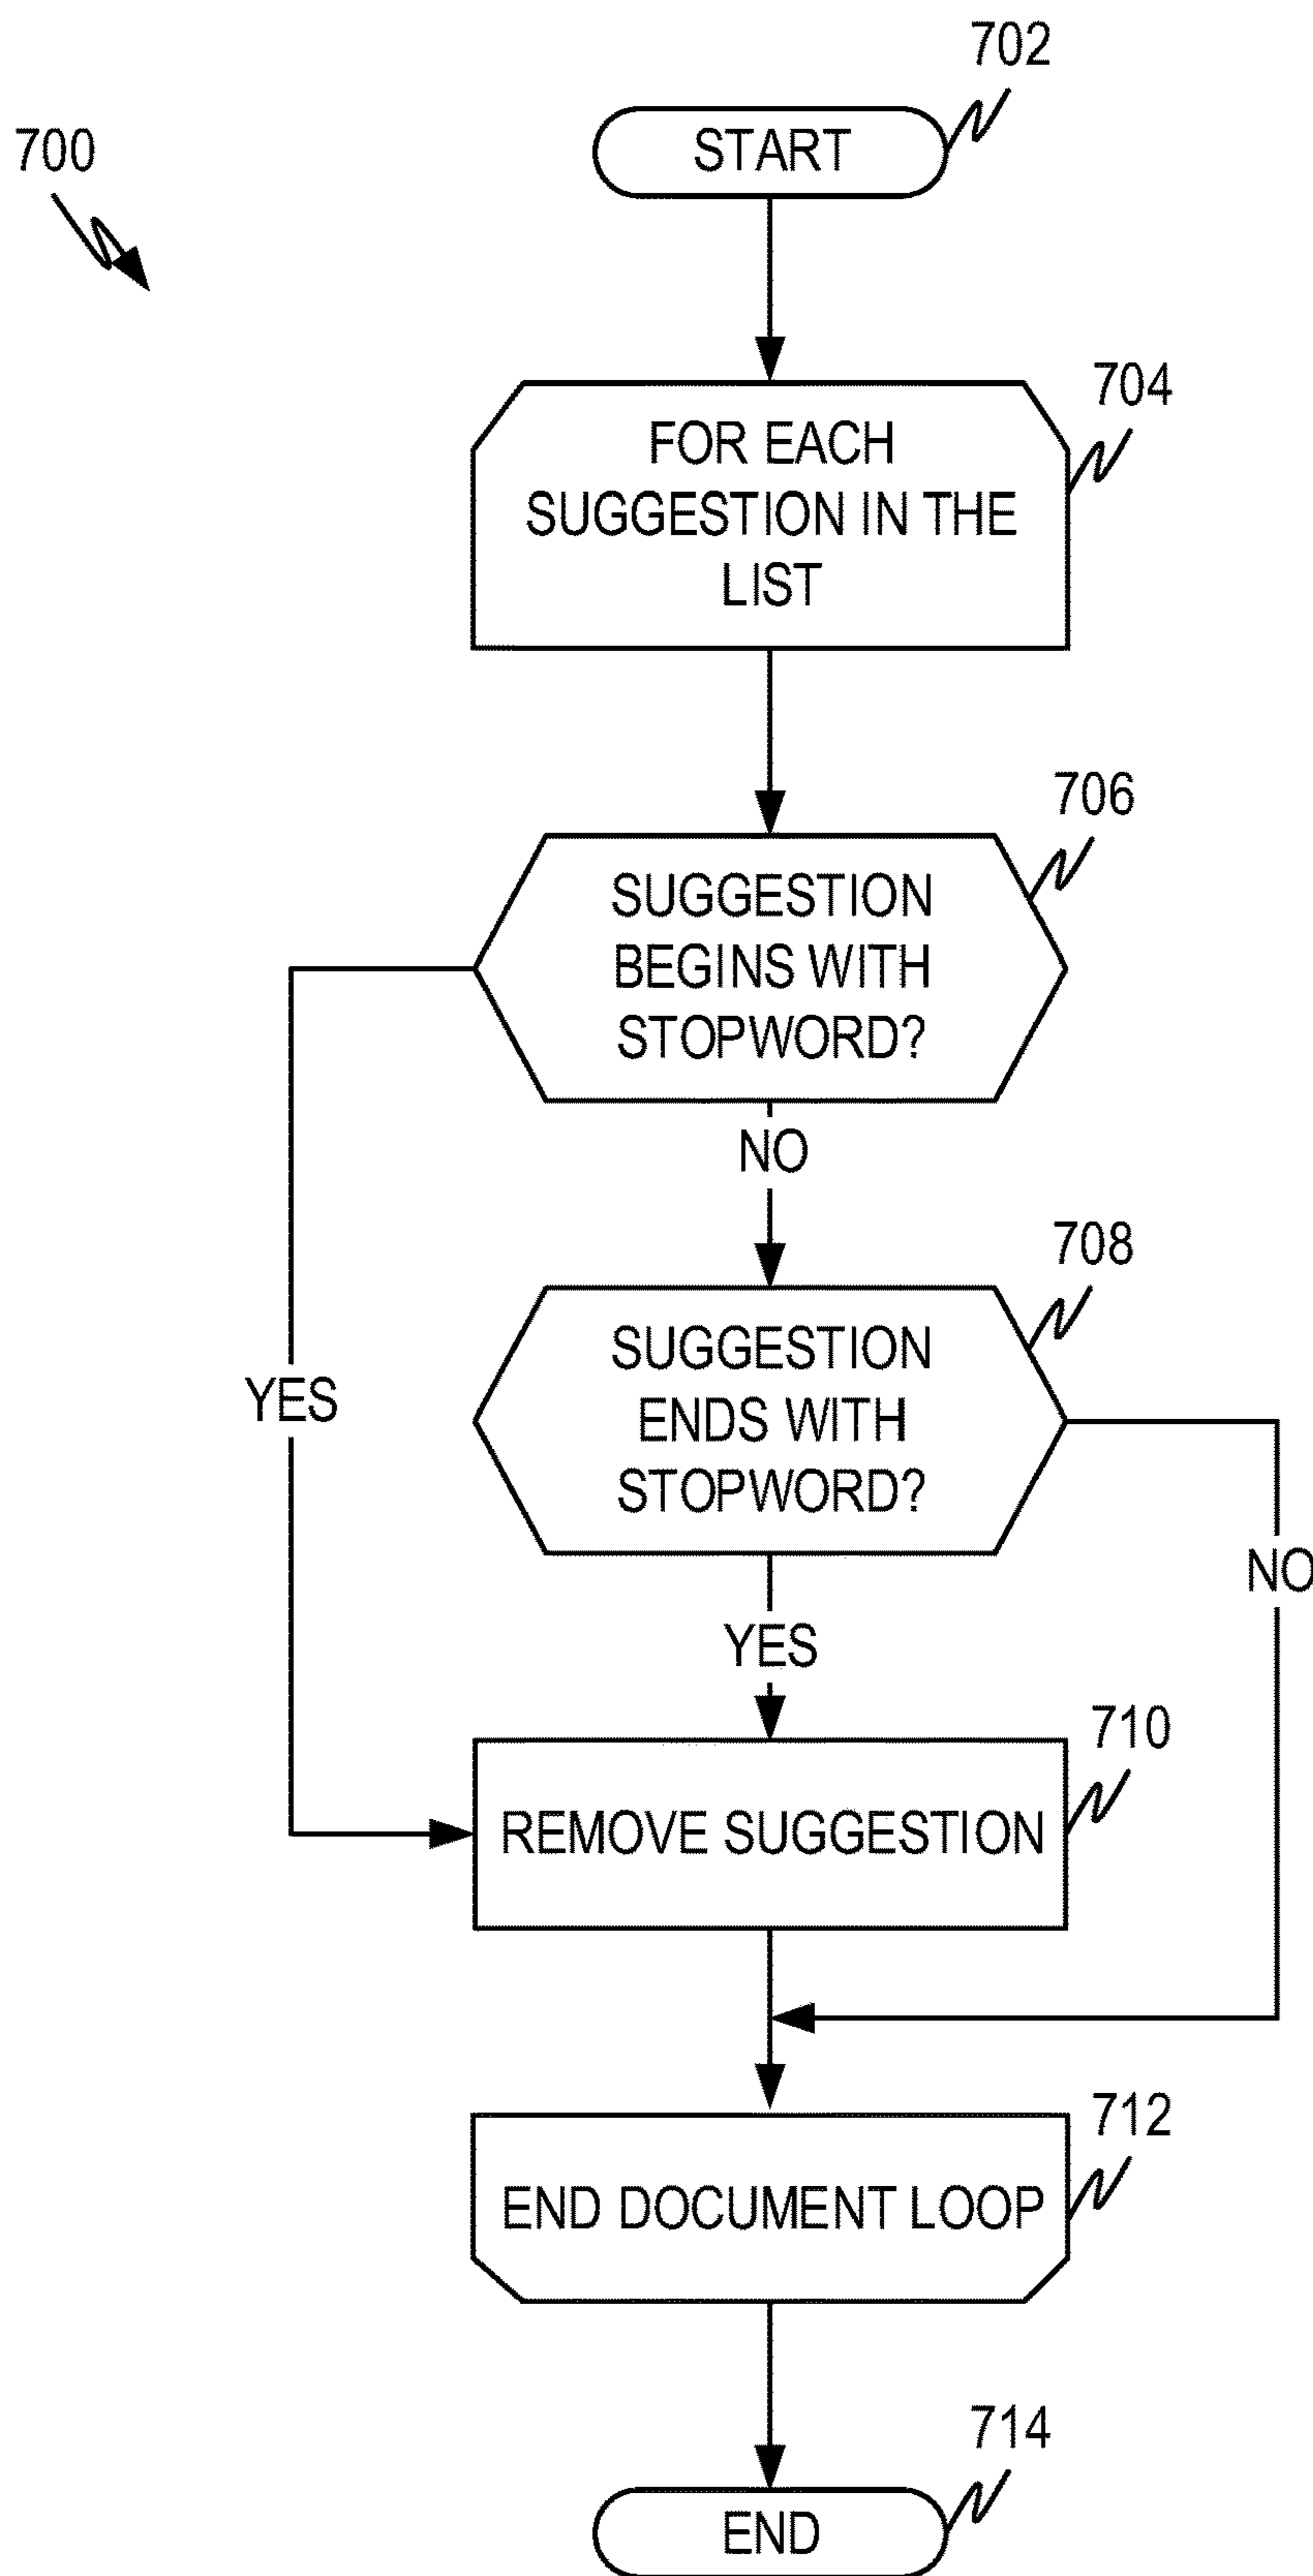 702
700
START
704
FOR EACH
SUGGESTION IN THE
LIST
706
SUGGESTION
BEGINS WITH
STOPWORD?
NO
708
SUGGESTION
ENDS WITH
STOPWORD?
YES
NO
YES
710
REMOVE SUGGESTION
712
END DOCUMENT LOOP
714
END